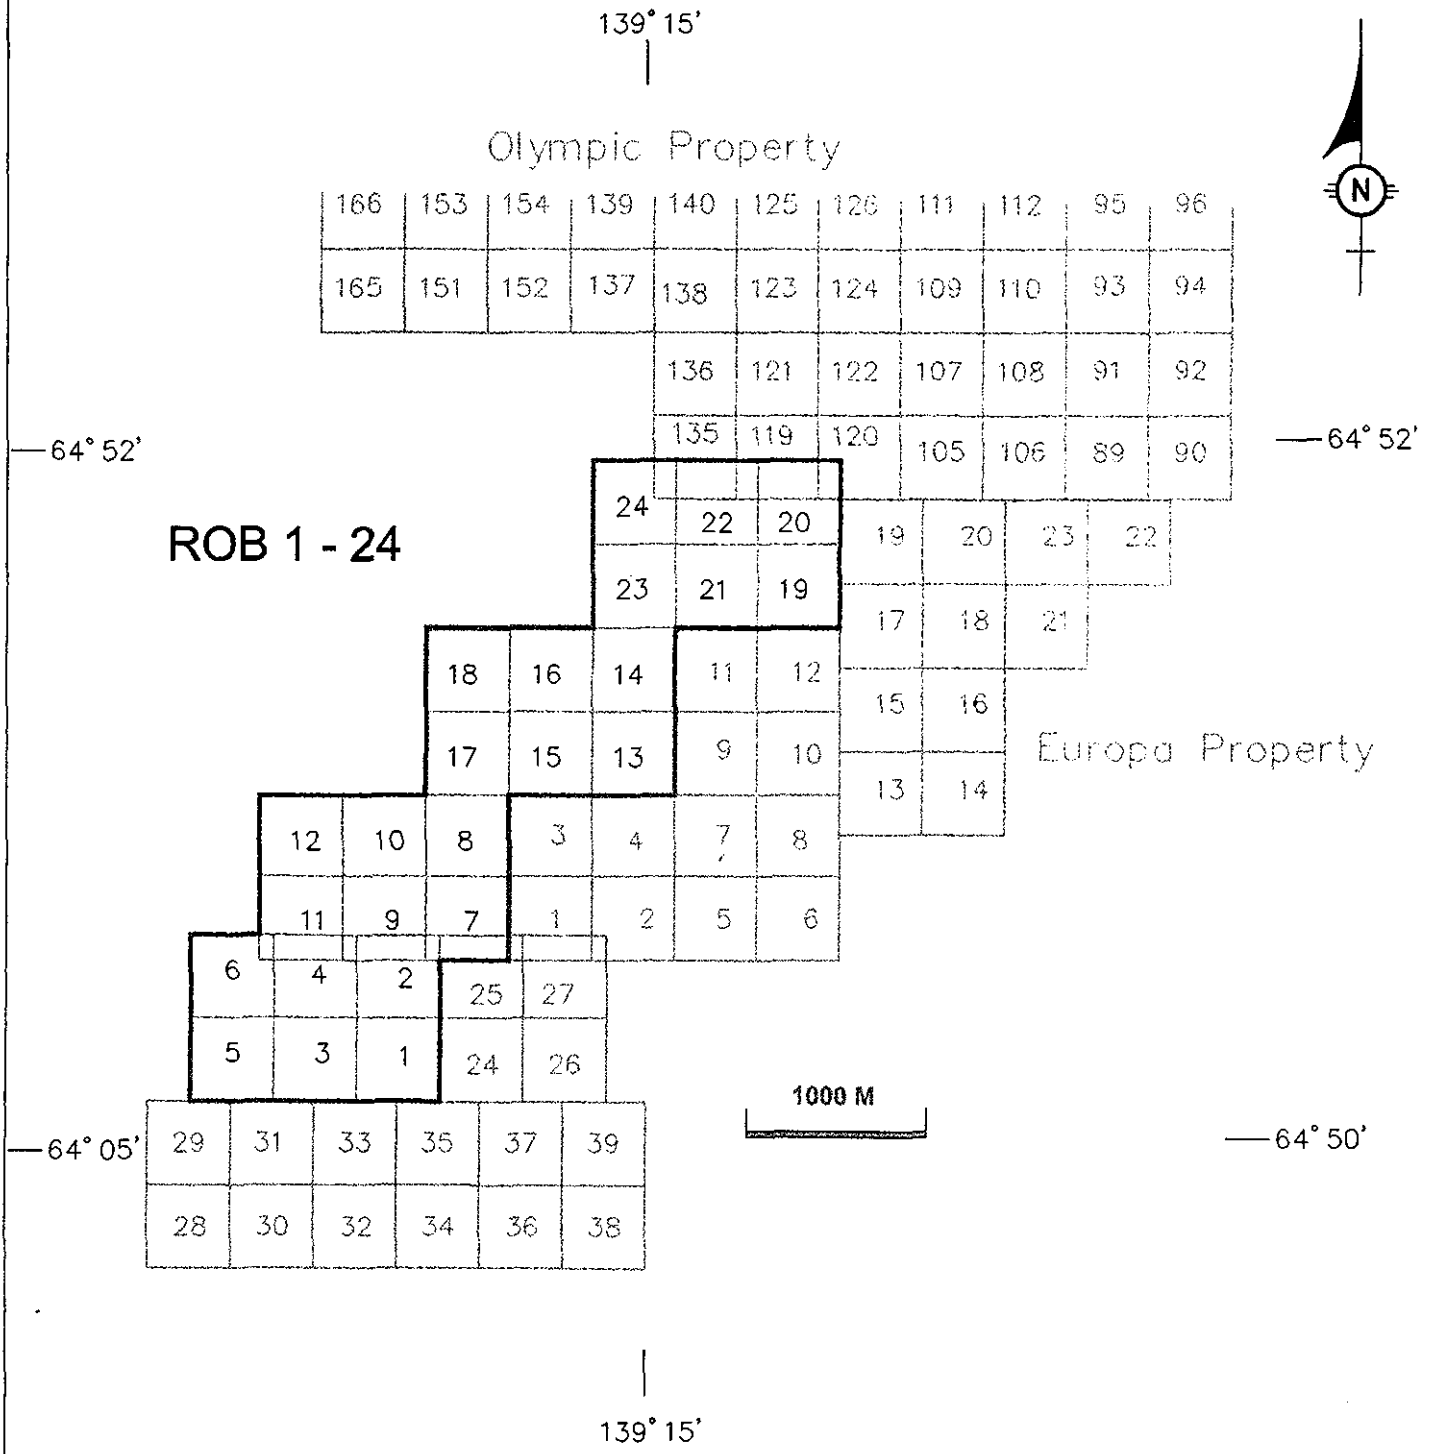 139° 15'
Olympic Property
N
166 153 154 139 140 125 126 111 112 95 96
165 151 152 137 138 123 124 109 110 93 94
136 121 122 107 108 91 92
64° 52' 135 119 120 105 106 89 90 64° 52'
ROB 1 - 24
24 22 20 19 20 23 22
23 21 19 17 18 21
18 16 14 11 12 15 16
Europa Property
17 15 13 9 10 13 14
12 10 8 3 4 7 8
11 9 7 1 2 5 6
6 4 2 25 27
5 3 1 24 26
1000 M
64° 05' 29 31 33 35 37 39 64° 50'
28 30 32 34 36 38
139° 15'